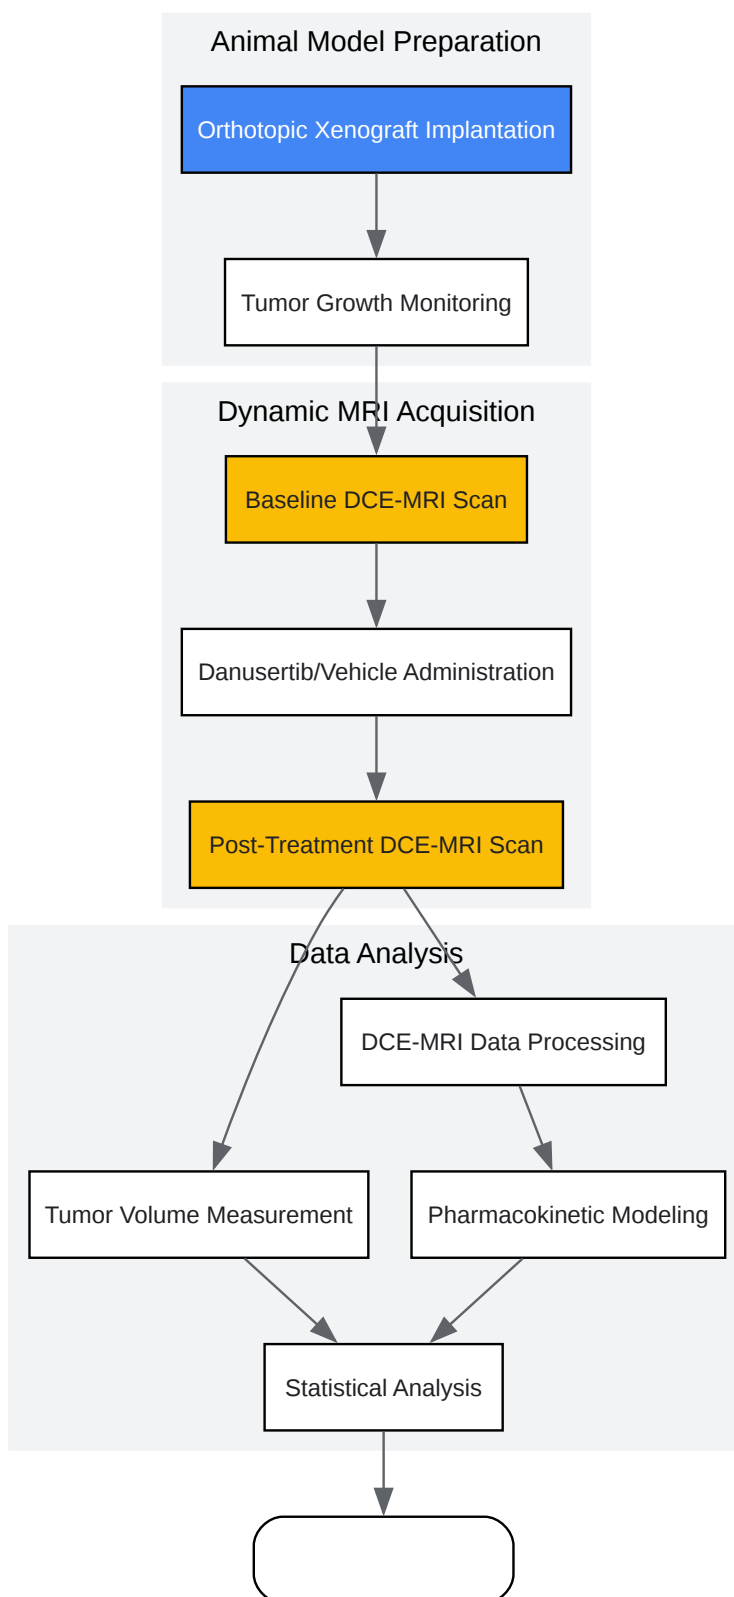 Animal Model Preparation
Orthotopic Xenograft Implantation
Tumor Growth Monitoring
Dynamic MRI Acquisition
Baseline DCE-MRI Scan
Danusertib/Vehicle Administration
Post-Treatment DCE-MRI Scan
Data Analysis
DCE-MRI Data Processing
Tumor Volume Measurement
Pharmacokinetic Modeling
Statistical Analysis